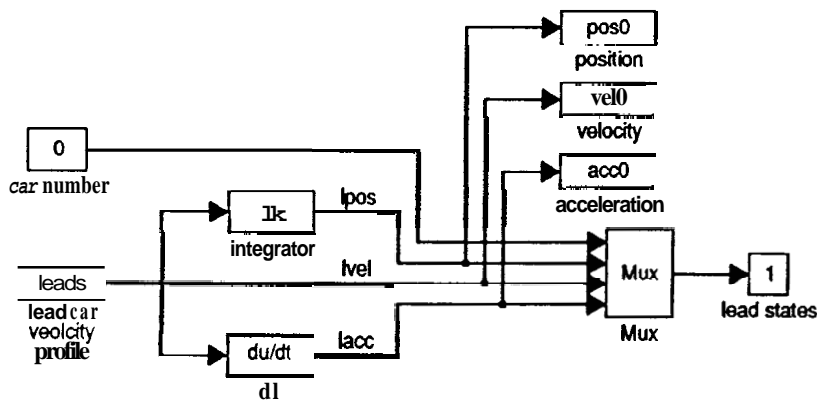 pos0
position
vel0
velocity
0
car number
acc0
acceleration
lk
integrator
lpos
leads
lvel
lead car
veolcity
profile
du/dt
dl
lacc
Mux
Mux
1
lead states